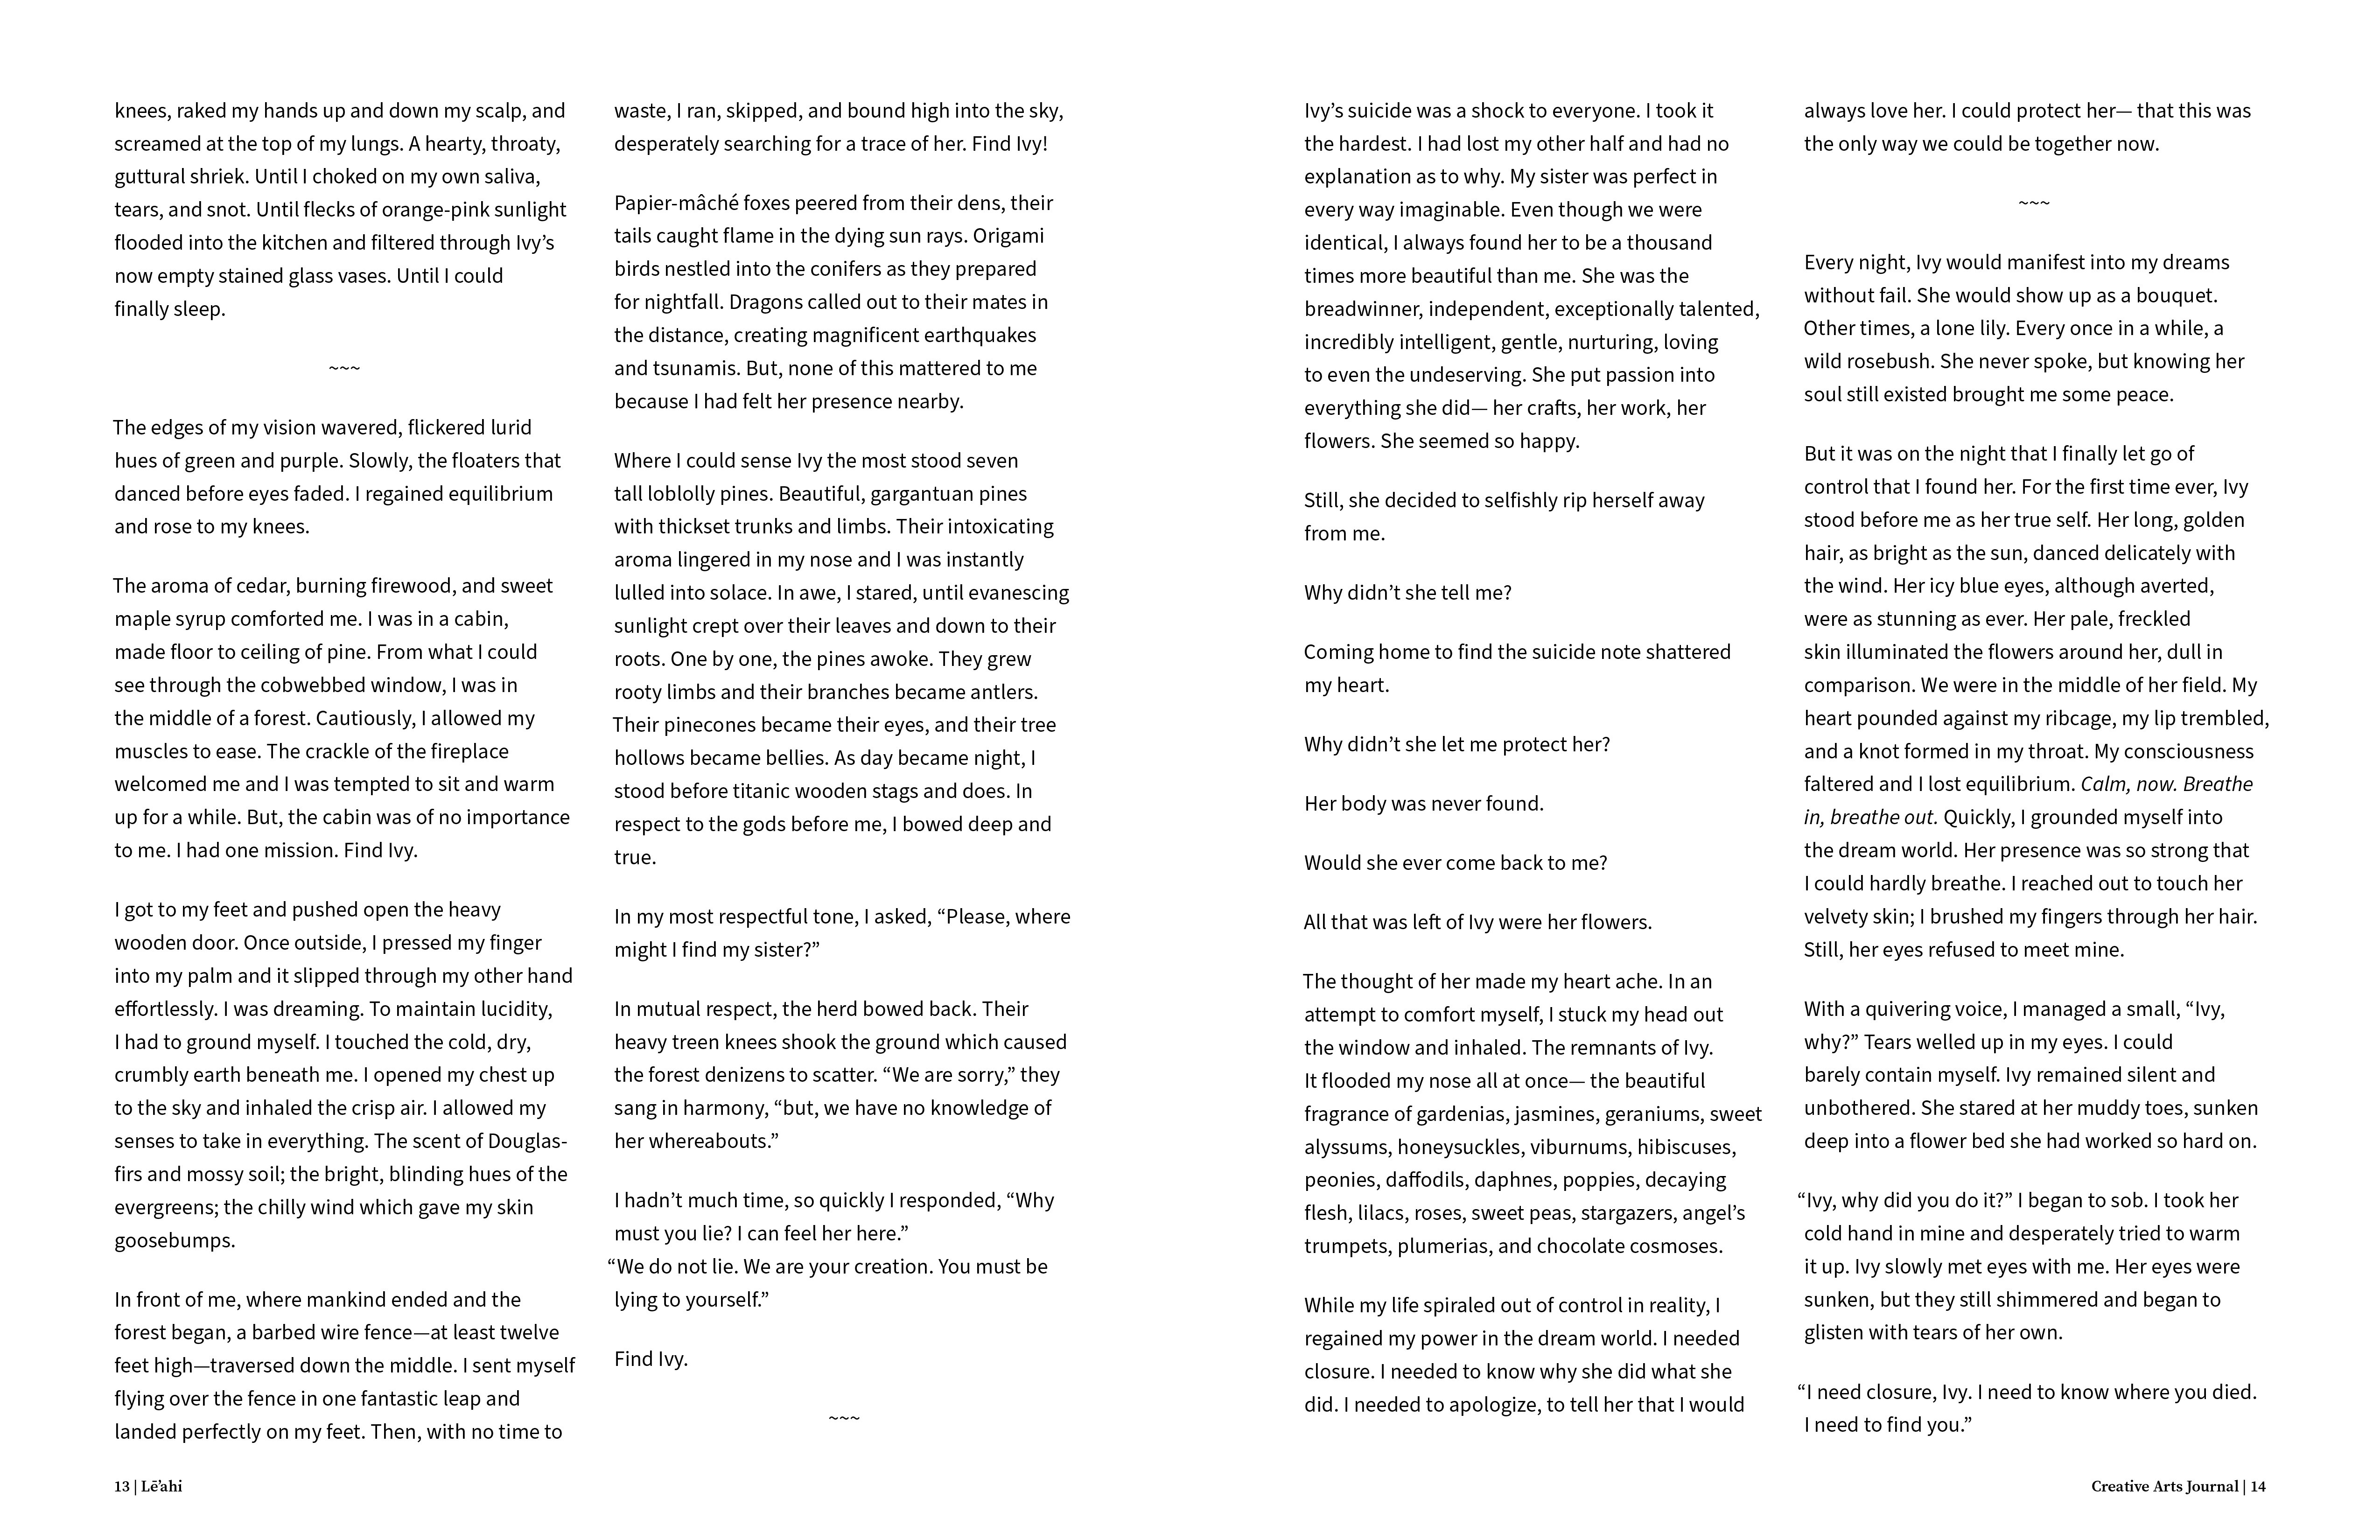 knees, raked my hands up and down my scalp, and
screamed at the top of my lungs. A hearty, throaty,
guttural shriek. Until I choked on my own saliva,
tears, and snot. Until flecks of orange-pink sunlight
flooded into the kitchen and filtered through Ivy’s
now empty stained glass vases. Until I could
finally sleep.
~~~
The edges of my vision wavered, flickered lurid
hues of green and purple. Slowly, the floaters that
danced before eyes faded. I regained equilibrium
and rose to my knees.
The aroma of cedar, burning firewood, and sweet
maple syrup comforted me. I was in a cabin,
made floor to ceiling of pine. From what I could
see through the cobwebbed window, I was in
the middle of a forest. Cautiously, I allowed my
muscles to ease. The crackle of the fireplace
welcomed me and I was tempted to sit and warm
up for a while. But, the cabin was of no importance
to me. I had one mission. Find Ivy.
I got to my feet and pushed open the heavy
wooden door. Once outside, I pressed my finger
into my palm and it slipped through my other hand
effortlessly. I was dreaming. To maintain lucidity,
I had to ground myself. I touched the cold, dry,
crumbly earth beneath me. I opened my chest up
to the sky and inhaled the crisp air. I allowed my
senses to take in everything. The scent of Douglas-
firs and mossy soil; the bright, blinding hues of the
evergreens; the chilly wind which gave my skin
goosebumps.
In front of me, where mankind ended and the
forest began, a barbed wire fence—at least twelve
feet high—traversed down the middle. I sent myself
flying over the fence in one fantastic leap and
landed perfectly on my feet. Then, with no time to
waste, I ran, skipped, and bound high into the sky,
desperately searching for a trace of her. Find Ivy!
Papier-mâché foxes peered from their dens, their
tails caught flame in the dying sun rays. Origami
birds nestled into the conifers as they prepared
for nightfall. Dragons called out to their mates in
the distance, creating magnificent earthquakes
and tsunamis. But, none of this mattered to me
because I had felt her presence nearby.
Where I could sense Ivy the most stood seven
tall loblolly pines. Beautiful, gargantuan pines
with thickset trunks and limbs. Their intoxicating
aroma lingered in my nose and I was instantly
lulled into solace. In awe, I stared, until evanescing
sunlight crept over their leaves and down to their
roots. One by one, the pines awoke. They grew
rooty limbs and their branches became antlers.
Their pinecones became their eyes, and their tree
hollows became bellies. As day became night, I
stood before titanic wooden stags and does. In
respect to the gods before me, I bowed deep and
true.
In my most respectful tone, I asked, “Please, where
might I find my sister?”
In mutual respect, the herd bowed back. Their
heavy treen knees shook the ground which caused
the forest denizens to scatter. “We are sorry,” they
sang in harmony, “but, we have no knowledge of
her whereabouts.”
I hadn’t much time, so quickly I responded, “Why
must you lie? I can feel her here.”
“We do not lie. We are your creation. You must be
lying to yourself.”
Find Ivy.
~~~
13 | Lē’ahi
Ivy’s suicide was a shock to everyone. I took it
the hardest. I had lost my other half and had no
explanation as to why. My sister was perfect in
every way imaginable. Even though we were
identical, I always found her to be a thousand
times more beautiful than me. She was the
breadwinner, independent, exceptionally talented,
incredibly intelligent, gentle, nurturing, loving
to even the undeserving. She put passion into
everything she did— her crafts, her work, her
flowers. She seemed so happy.
Still, she decided to selfishly rip herself away
from me.
Why didn’t she tell me?
Coming home to find the suicide note shattered
my heart.
Why didn’t she let me protect her?
Her body was never found.
Would she ever come back to me?
All that was left of Ivy were her flowers.
The thought of her made my heart ache. In an
attempt to comfort myself, I stuck my head out
the window and inhaled. The remnants of Ivy.
It flooded my nose all at once— the beautiful
fragrance of gardenias, jasmines, geraniums, sweet
alyssums, honeysuckles, viburnums, hibiscuses,
peonies, daffodils, daphnes, poppies, decaying
flesh, lilacs, roses, sweet peas, stargazers, angel’s
trumpets, plumerias, and chocolate cosmoses.
While my life spiraled out of control in reality, I
regained my power in the dream world. I needed
closure. I needed to know why she did what she
did. I needed to apologize, to tell her that I would
always love her. I could protect her— that this was
the only way we could be together now.
~~~
Every night, Ivy would manifest into my dreams
without fail. She would show up as a bouquet.
Other times, a lone lily. Every once in a while, a
wild rosebush. She never spoke, but knowing her
soul still existed brought me some peace.
But it was on the night that I finally let go of
control that I found her. For the first time ever, Ivy
stood before me as her true self. Her long, golden
hair, as bright as the sun, danced delicately with
the wind. Her icy blue eyes, although averted,
were as stunning as ever. Her pale, freckled
skin illuminated the flowers around her, dull in
comparison. We were in the middle of her field. My
heart pounded against my ribcage, my lip trembled,
and a knot formed in my throat. My consciousness
faltered and I lost equilibrium. Calm, now. Breathe
in, breathe out. Quickly, I grounded myself into
the dream world. Her presence was so strong that
I could hardly breathe. I reached out to touch her
velvety skin; I brushed my fingers through her hair.
Still, her eyes refused to meet mine.
With a quivering voice, I managed a small, “Ivy,
why?” Tears welled up in my eyes. I could
barely contain myself. Ivy remained silent and
unbothered. She stared at her muddy toes, sunken
deep into a flower bed she had worked so hard on.
“Ivy, why did you do it?” I began to sob. I took her
cold hand in mine and desperately tried to warm
it up. Ivy slowly met eyes with me. Her eyes were
sunken, but they still shimmered and began to
glisten with tears of her own.
“I need closure, Ivy. I need to know where you died.
I need to find you.”
Creative Arts Journal | 14